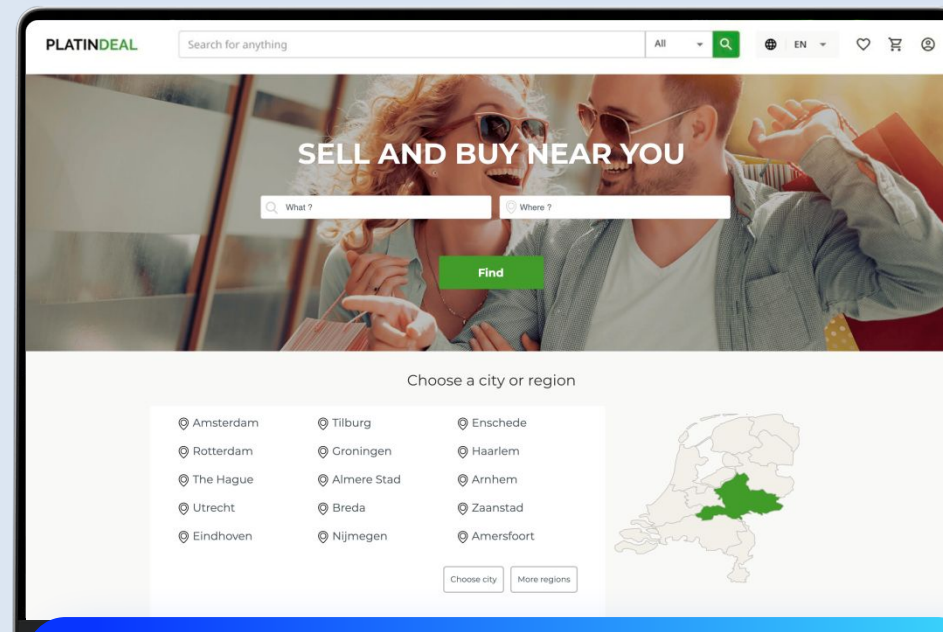 PLATINDEAL Search for anything All EN
SELL AND BUY NEAR YOU
What ? Where ?
Find
Choose a city or region
Amsterdam Tilburg Enschede
Rotterdam Groningen Haarlem
The Hague Almere Stad Arnhem
Utrecht Breda Zaanstad
Eindhoven Nijmegen Amersfoort
Choose city More regions